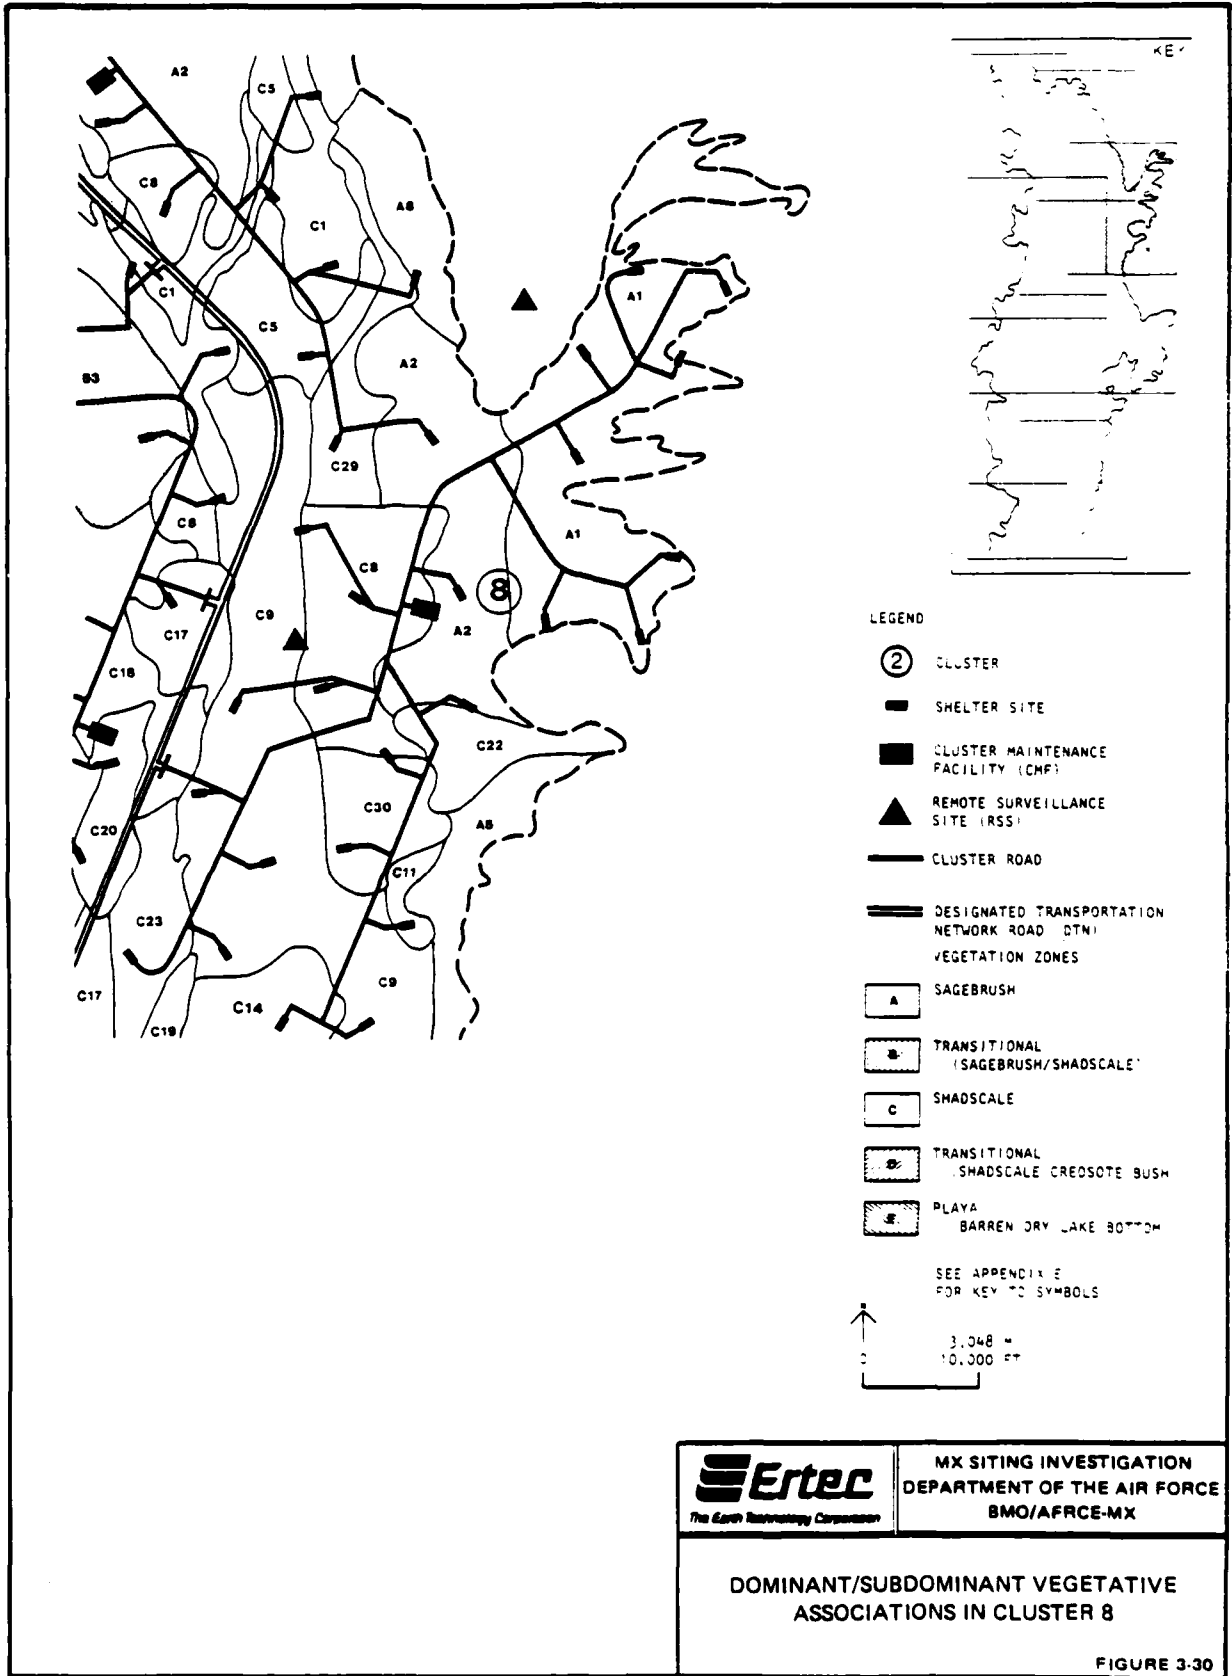 KEY
A2
C5
C8
A6
C1
C1
C5
A1
A2
B3
C29
C8
A1
C8
8
C9
C17
A2
C18
C22
C30
A5
C20
C11
C23
C17
C9
C14
C19
LEGEND
2 CLUSTER
SHELTER SITE
CLUSTER MAINTENANCE
FACILITY (CMF)
REMOTE SURVEILLANCE
SITE (RSS)
CLUSTER ROAD
DESIGNATED TRANSPORTATION
NETWORK ROAD DTN)
VEGETATION ZONES
A SAGEBRUSH
B TRANSITIONAL
(SAGEBRUSH/SHADSCALE)
C SHADSCALE
TRANSITIONAL
SHADSCALE CREOSOTE BUSH
E PLAYA
BARREN DRY LAKE BOTTOM
SEE APPENDIX E
FOR KEY TO SYMBOLS
3,048 M
0 10,000 FT
Ertec
The Earth Technology Corporation
MX SITING INVESTIGATION
DEPARTMENT OF THE AIR FORCE
BMO/AFRCE-MX
DOMINANT/SUBDOMINANT VEGETATIVE
ASSOCIATIONS IN CLUSTER 8
FIGURE 3-30